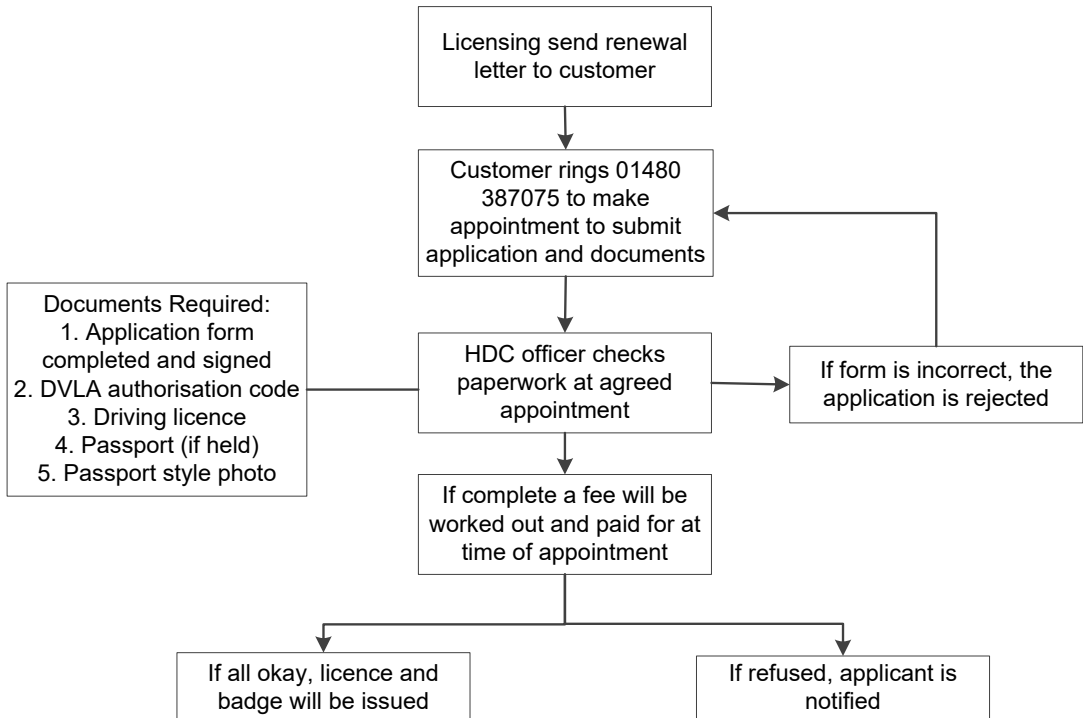 Licensing send renewal
letter to customer
Customer rings 01480
387075 to make
appointment to submit
application and documents
Documents Required:
1. Application form
completed and signed
2. DVLA authorisation code
3. Driving licence
4. Passport (if held)
5. Passport style photo
HDC officer checks
paperwork at agreed
appointment
If form is incorrect, the
application is rejected
If complete a fee will be
worked out and paid for at
time of appointment
If all okay, licence and
badge will be issued
If refused, applicant is
notified